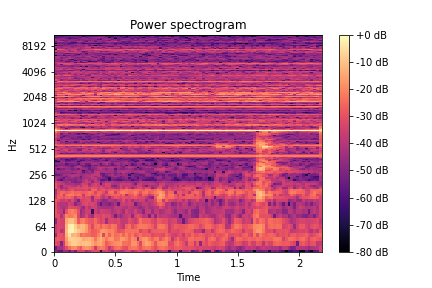 Power spectrogram
8192
4096
2048
1024
512
256
128
64
0
Hz
0
0.5
1
1.5
2
Time
+0 dB
-10 dB
-20 dB
-30 dB
-40 dB
-50 dB
-60 dB
-70 dB
-80 dB